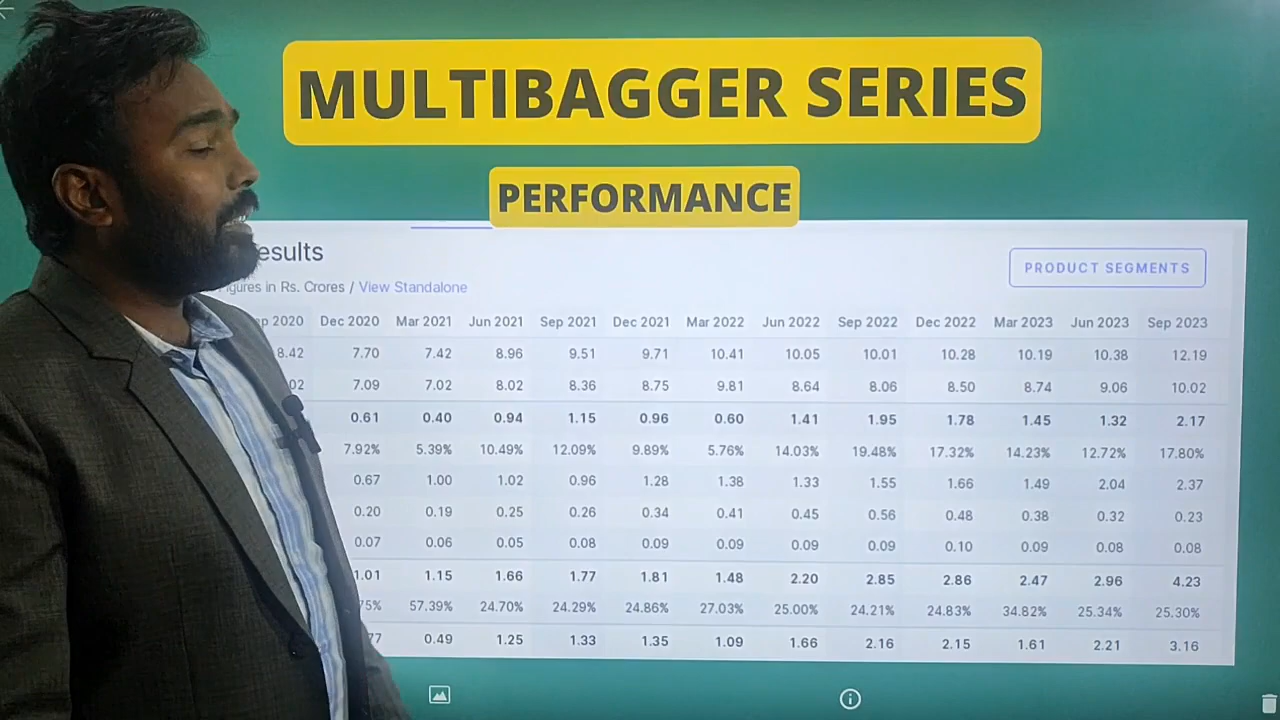 MULTIBAGGER SERIES
PERFORMANCE
esults
PRODUCT SEGMENTS
gures in Rs. Crores / View Standalone
p 2020 Dec 2020 Mar 2021 Jun 2021 Sep 2021 Dec 2021 Mar 2022 Jun 2022 Sep 2022 Dec 2022 Mar 2023 Jun 2023 Sep 2023
8.42 7.70 7.42 8.96 9.51 9.71 10.41 10.05 10.01 10.28 10.19 10.38 12.19
02 7.09 7.02 8.02 8.36 8.75 9.81 8.64 8.06 8.50 8.74 9.06 10.02
0.61 0.40 0.94 1.15 0.96 0.60 1.41 1.95 1.78 1.45 1.32 2.17
7.92% 5.39% 10.49% 12.09% 9.89% 5.76% 14.03% 19.48% 17.32% 14.23% 12.72% 17.80%
0.67 1.00 1.02 0.96 1.28 1.38 1.33 1.55 1.66 1.49 2.04 2.37
0.20 0.19 0.25 0.26 0.34 0.41 0.45 0.56 0.48 0.38 0.32 0.23
0.07 0.06 0.05 0.08 0.09 0.09 0.09 0.09 0.10 0.09 0.08 0.08
1.01 1.15 1.66 1.77 1.81 1.48 2.20 2.85 2.86 2.47 2.96 4.23
75% 57.39% 24.70% 24.29% 24.86% 27.03% 25.00% 24.21% 24.83% 34.82% 25.34% 25.30%
77 0.49 1.25 1.33 1.35 1.09 1.66 2.16 2.15 1.61 2.21 3.16